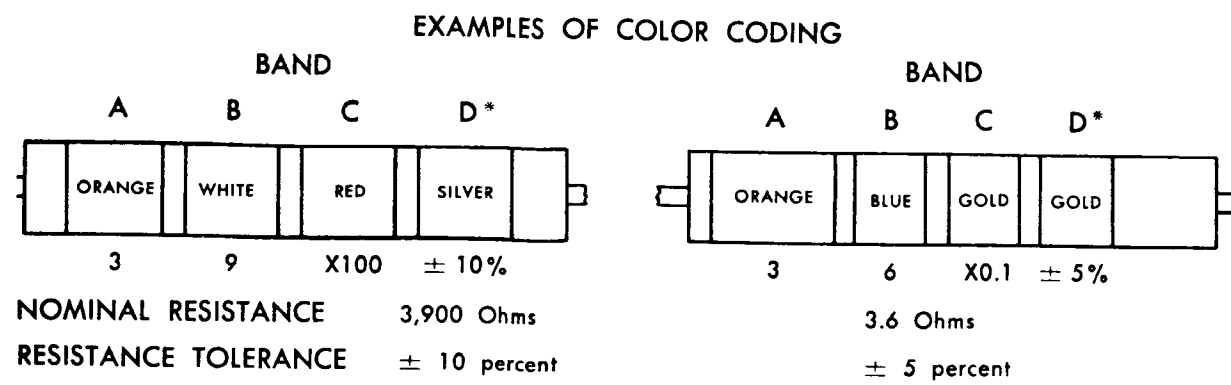 EXAMPLES OF COLOR CODING
BAND
A B C D*
ORANGE WHITE RED SILVER
3 9 X100 ± 10%
BAND
A B C D*
ORANGE BLUE GOLD GOLD
3 6 X0.1 ± 5%
NOMINAL RESISTANCE 3,900 Ohms 3.6 Ohms
RESISTANCE TOLERANCE ± 10 percent ± 5 percent